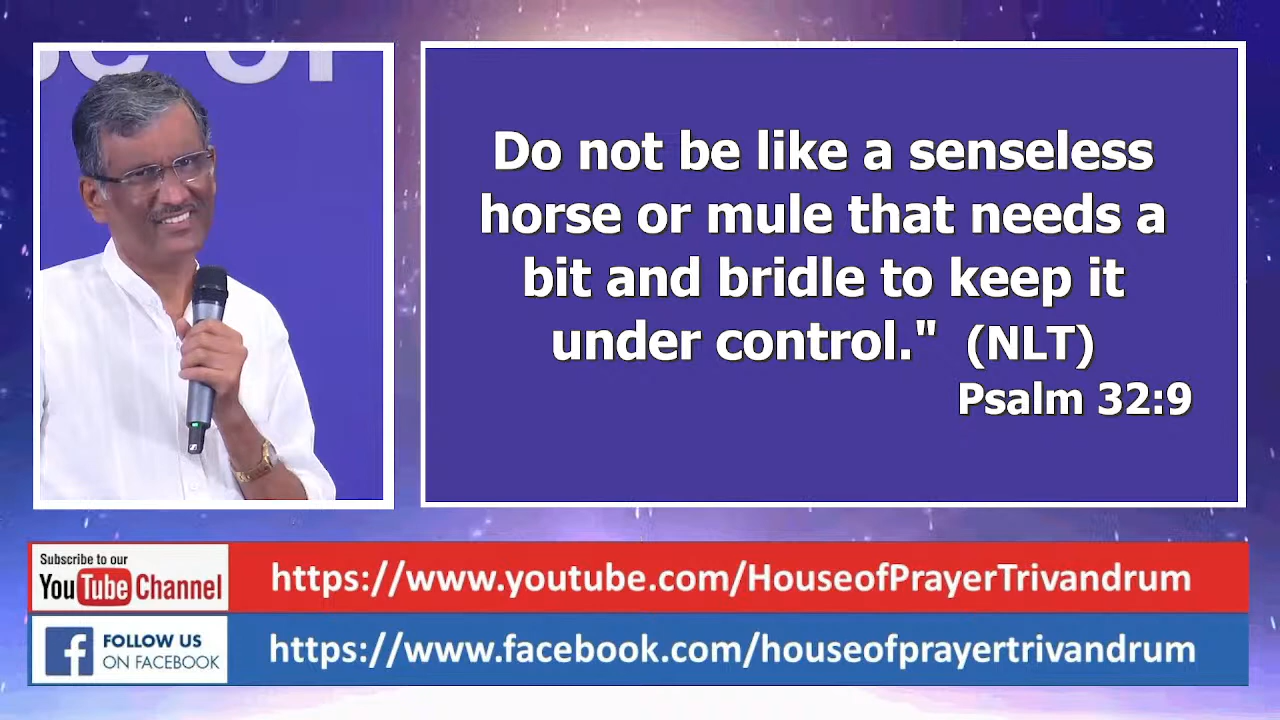 Do not be like a senseless
horse or mule that needs a
bit and bridle to keep it
under control." (NLT)
Psalm 32:9
Subscribe to our
YouTube Channel
https://www.youtube.com/HouseofPrayerTrivandrum
FOLLOW US
ON FACEBOOK
https://www.facebook.com/houseofprayertrivandrum